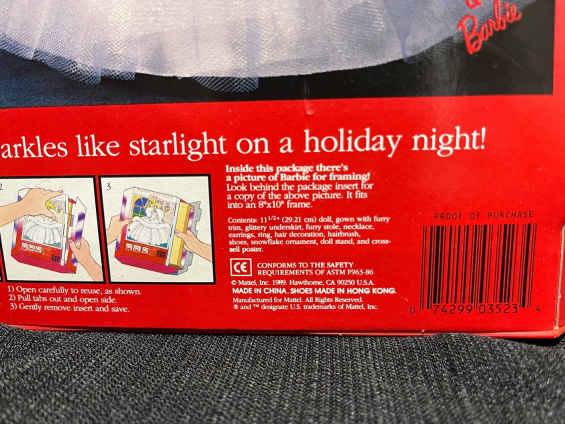 &
Barbie
arkles like starlight on a holiday night!
2
3
Inside this package there's
a picture of Barbie for framing!
Look behind the package insert for
a copy of the above picture. It fits
into an 8"x10" frame.
Contents: 11 1/2" (29.21 cm) doll, gown with furry
trim, glittery underskirt, furry stole, necklace,
earrings, ring, hair decoration, hairbrush,
shoes, snowflake ornament, doll stand, and cross-
sell poster.
CE CONFORMS TO THE SAFETY
REQUIREMENTS OF ASTM F963-86
© Mattel, Inc. 1989. Hawthorne, CA 90250 U.S.A.
MADE IN CHINA. SHOES MADE IN HONG KONG.
Manufactured for Mattel. All Rights Reserved.
® and ™ designate U.S. trademarks of Mattel, Inc.
1) Open carefully to reuse, as shown.
2) Pull tabs out and open side.
3) Gently remove insert and save.
PROOF OF PURCHASE
0 74299 03523 4